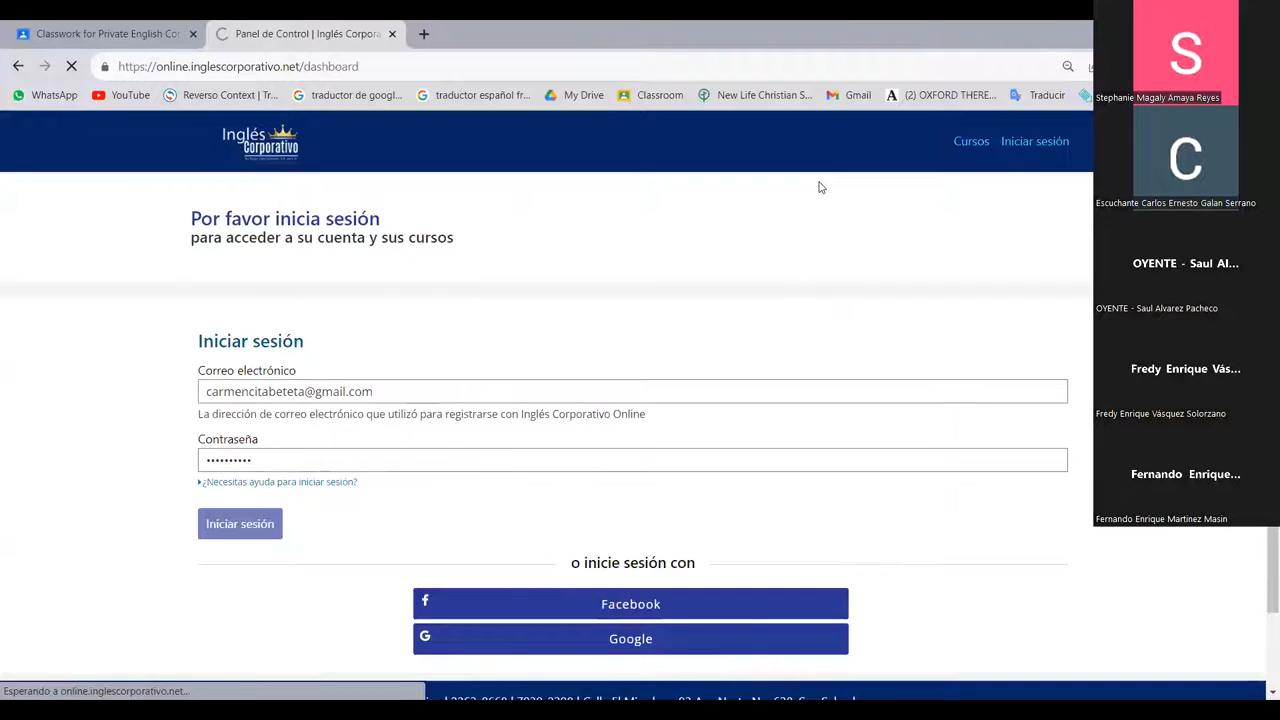 Classwork for Private English Cor
Panel de Control | Inglés Corpora
https://online.inglescorporativo.net/dashboard
WhatsApp
YouTube
Reverso Context | Tr...
traductor de googl...
traductor español fr...
My Drive
Classroom
New Life Christian S...
Gmail
(2) OXFORD THERE...
Traducir
Inglés
Corporativo
Cursos
Iniciar sesión
Por favor inicia sesión
para acceder a su cuenta y sus cursos
Iniciar sesión
Correo electrónico
carmencitabeteta@gmail.com
La dirección de correo electrónico que utilizó para registrarse con Inglés Corporativo Online
Contraseña
••••••••••
¿Necesitas ayuda para iniciar sesión?
Iniciar sesión
o inicie sesión con
Facebook
Google
Esperando a online.inglescorporativo.net...
S
Stephanie Magaly Amaya Reyes
C
Escuchante Carlos Ernesto Galan Serrano
OYENTE - Saul Al...
OYENTE - Saul Alvarez Pacheco
Fredy Enrique Vás...
Fredy Enrique Vásquez Solorzano
Fernando Enrique...
Fernando Enrique Martinez Masin